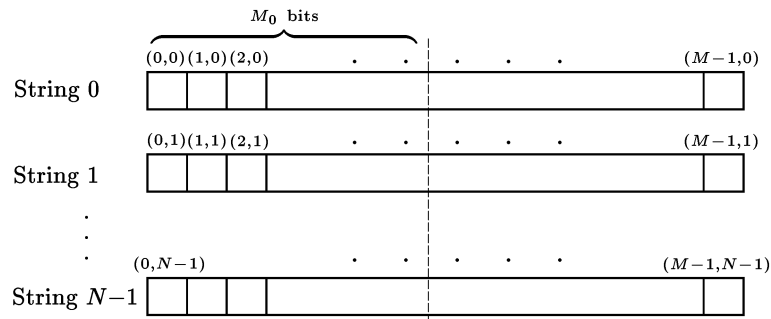 M₀ bits
(0,0) (1,0) (2,0) . . . . . (M−1,0)
String 0
(0,1) (1,1) (2,1) . . . . . (M−1,1)
String 1
.
.
.
(0,N−1) . . . . . (M−1,N−1)
String N−1